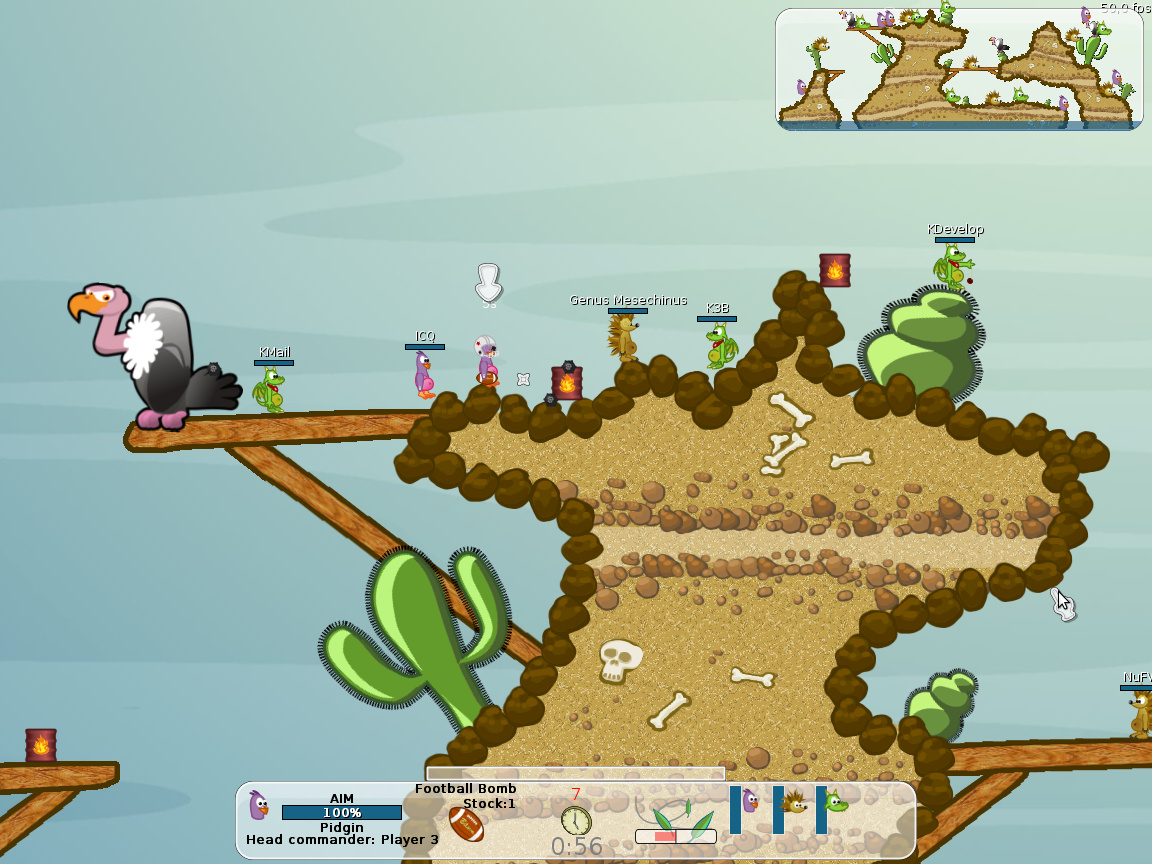 50,0 fps
KDevelop
Genus Mesechinus
K3B
ICQ
KMail
NuFW
Football Bomb
Stock:1
AIM
100%
Pidgin
Head commander: Player 3
7
0:56